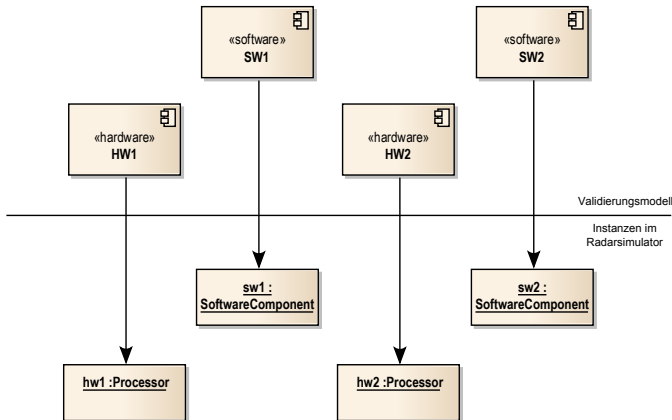 «software»
SW1
«software»
SW2
«hardware»
HW1
«hardware»
HW2
Validierungsmodell
Instanzen im
Radarsimulator
sw1 :
SoftwareComponent
sw2 :
SoftwareComponent
hw1 :Processor
hw2 :Processor